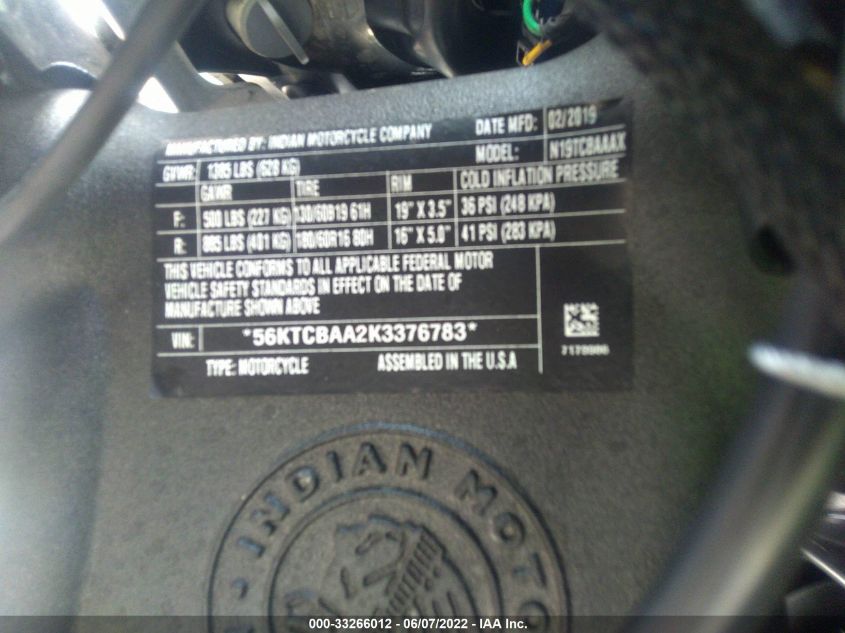 MANUFACTURED BY: INDIAN MOTORCYCLE COMPANY DATE MFD: 02/2019
GVWR: 1385 LBS (628 KG) MODEL: N19TCBAAAX
GAWR TIRE RIM COLD INFLATION PRESSURE
F: 500 LBS (227 KG) 130/60B19 61H 19" X 3.5" 36 PSI (248 KPA)
R: 885 LBS (401 KG) 180/60R16 80H 16" X 5.0" 41 PSI (283 KPA)
THIS VEHICLE CONFORMS TO ALL APPLICABLE FEDERAL MOTOR
VEHICLE SAFETY STANDARDS IN EFFECT ON THE DATE OF
MANUFACTURE SHOWN ABOVE
VIN: *56KTCBAA2K3376783*
TYPE: MOTORCYCLE ASSEMBLED IN THE U.S.A
INDIAN MOTO
000-33266012 - 06/07/2022 - IAA Inc.